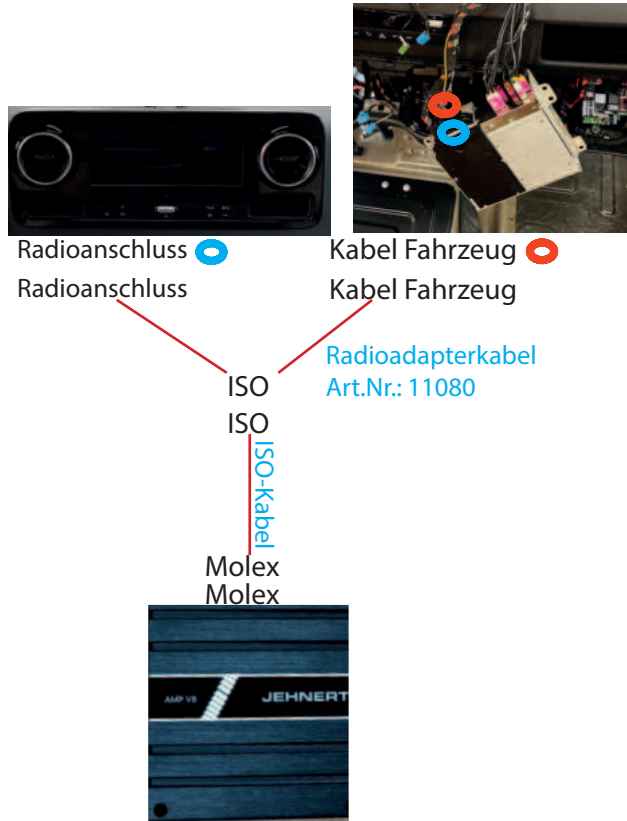 Radioanschluss
Kabel Fahrzeug
Radioanschluss
Kabel Fahrzeug
Radioadapterkabel
Art.Nr.: 11080
ISO
ISO
ISO-Kabel
Molex
Molex
AMP V8
JEHNERT